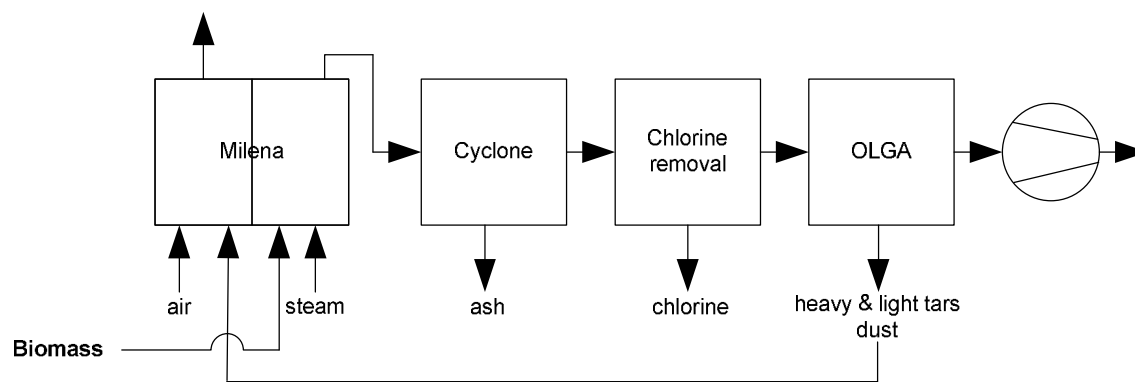 Milena
Cyclone
Chlorine
removal
OLGA
air
steam
ash
chlorine
heavy & light tars
dust
Biomass